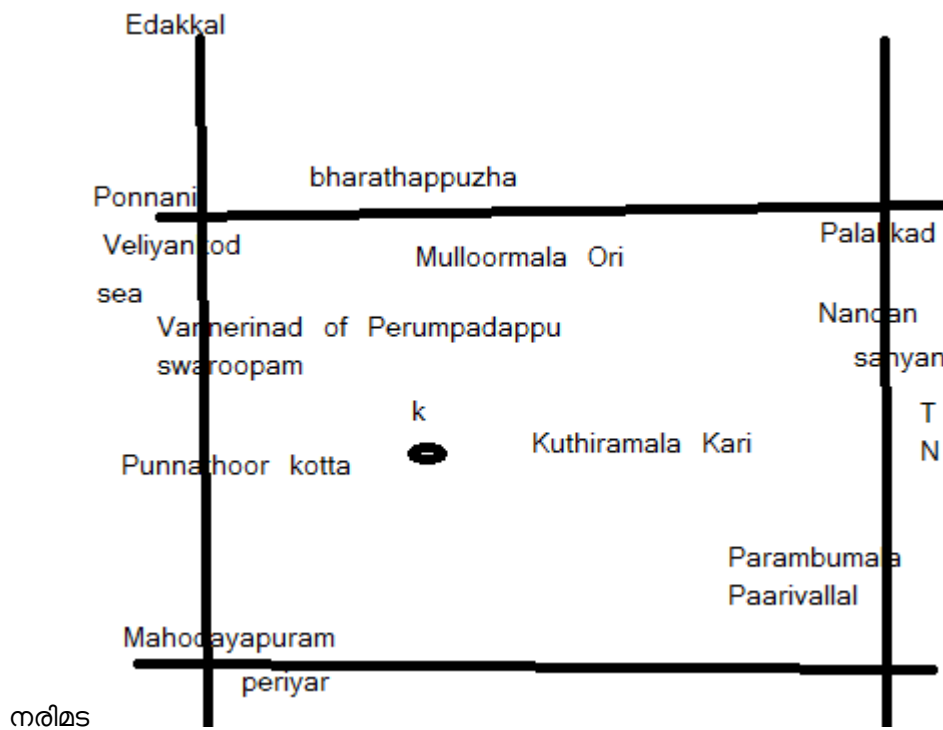 Edakkal
bharathappuzha
Ponnani
Veliyankod
Palakkad
Mulloormala Ori
sea
Nandan
Vannerinad of Perumpadappu
swaroopam
sahyan
k
T
N
Kuthiramala Kari
Punnathoor kotta
Parambumala
Paarivallal
Mahodayapuram
periyar
നരിമട